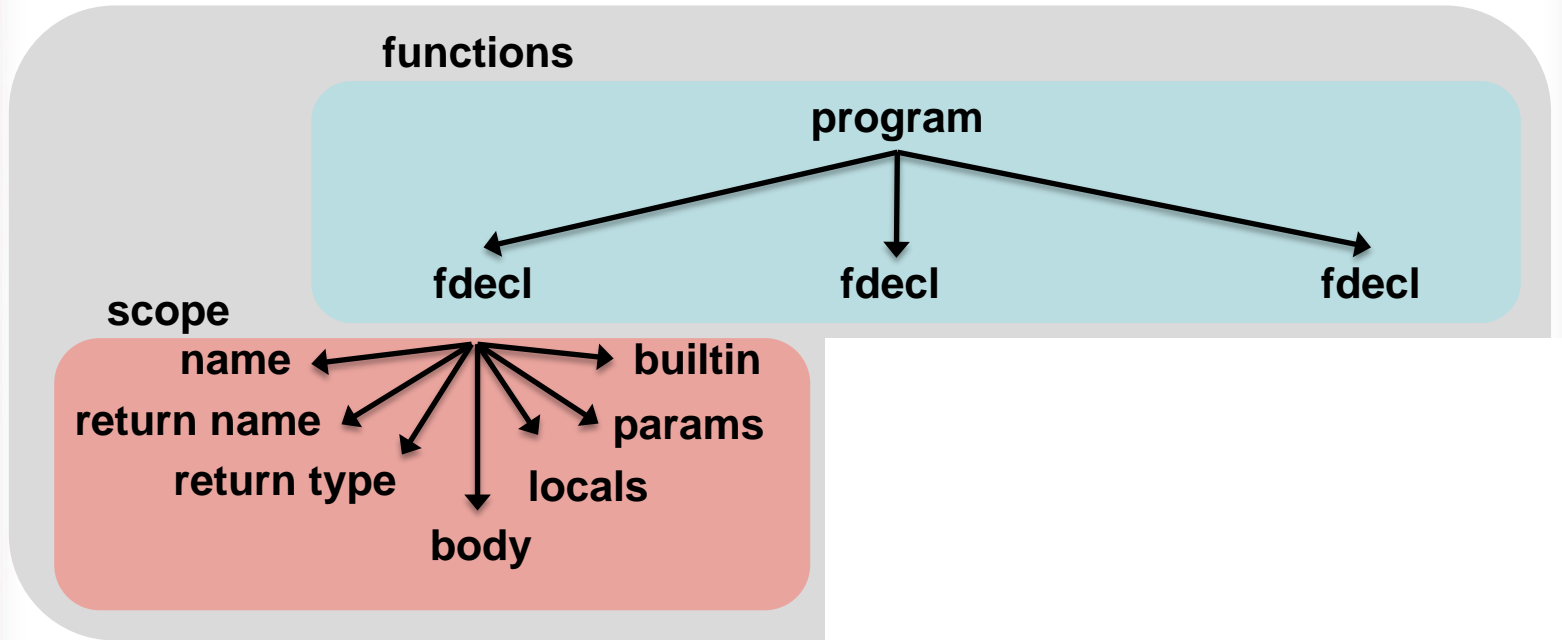 functions
program
fdecl
fdecl
fdecl
scope
name
builtin
return name
params
return type
locals
body